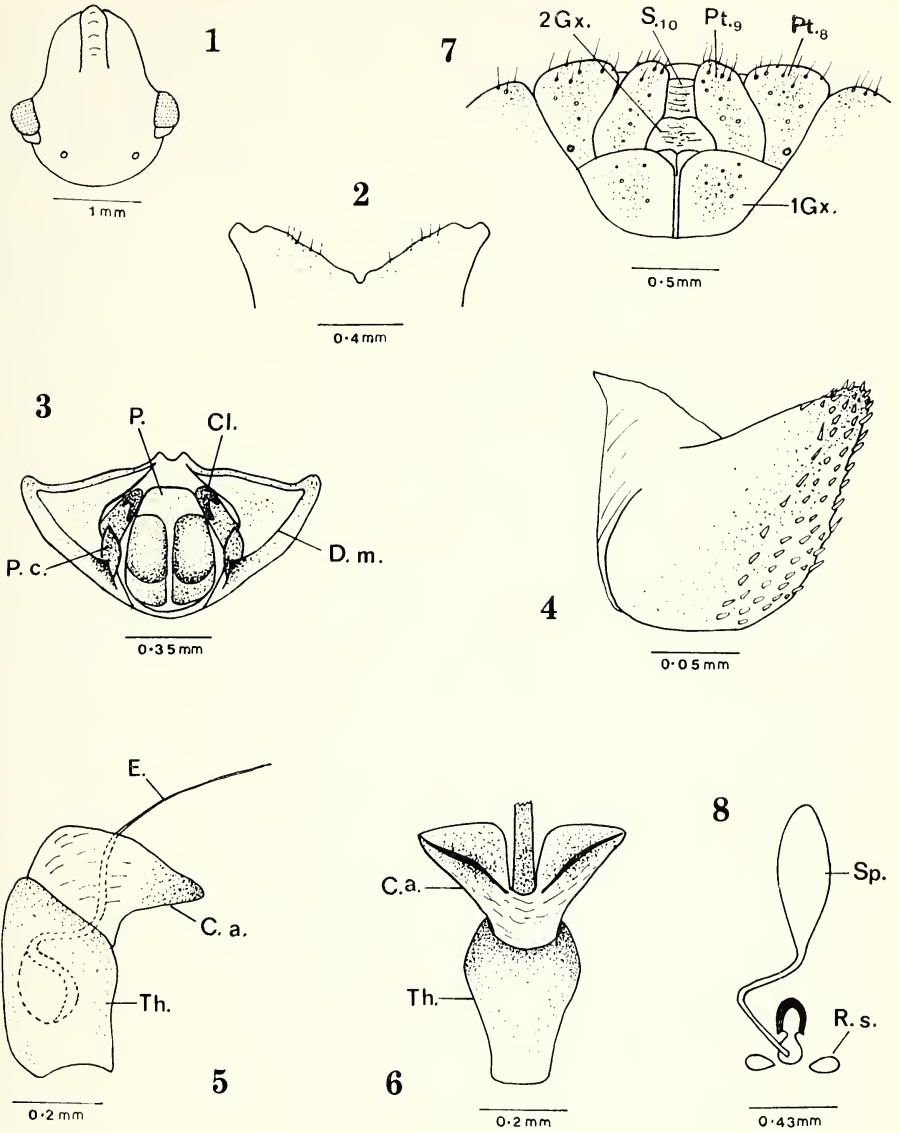 1
1mm
2
0·4mm
3
P.
Cl.
P. c.
D. m.
0·35mm
4
0·05mm
5
E.
C. a.
Th.
0·2mm
6
C.a.
Th.
0·2mm
7
2Gx.
S.10
Pt.9
Pt.8
1Gx.
0·5mm
8
Sp.
R. s.
0·43mm